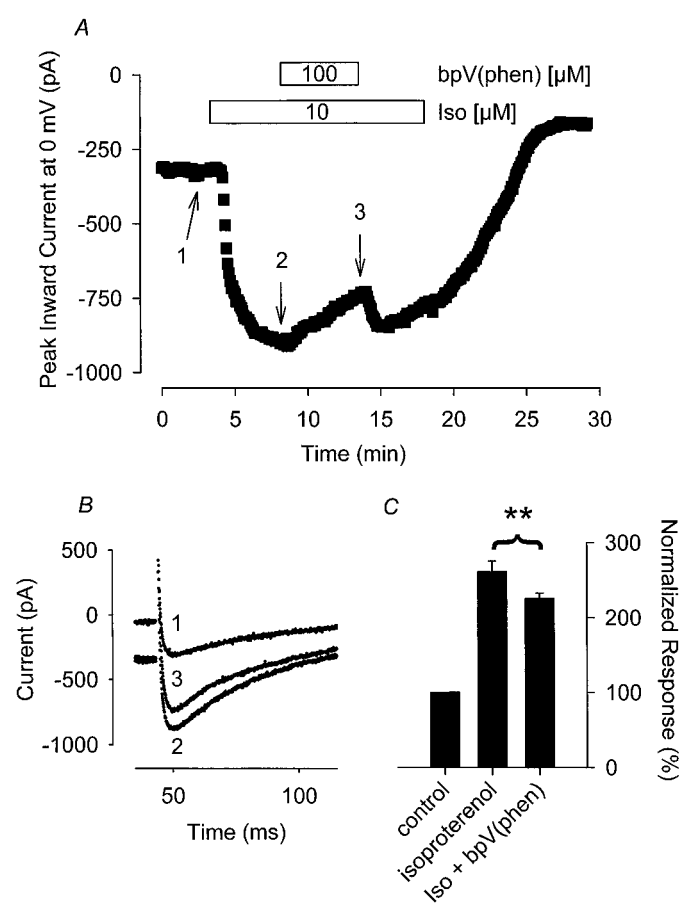 A
Peak Inward Current at 0 mV (pA)
0
-250
-500
-750
-1000
100
bpV(phen) [µM]
10
Iso [µM]
1
2
3
0 5 10 15 20 25 30
Time (min)
B
Current (pA)
500
0
-500
-1000
1
3
2
50 100
Time (ms)
C
**
300
200
100
0
Normalized Response (%)
control
isoproterenol
Iso + bpV(phen)